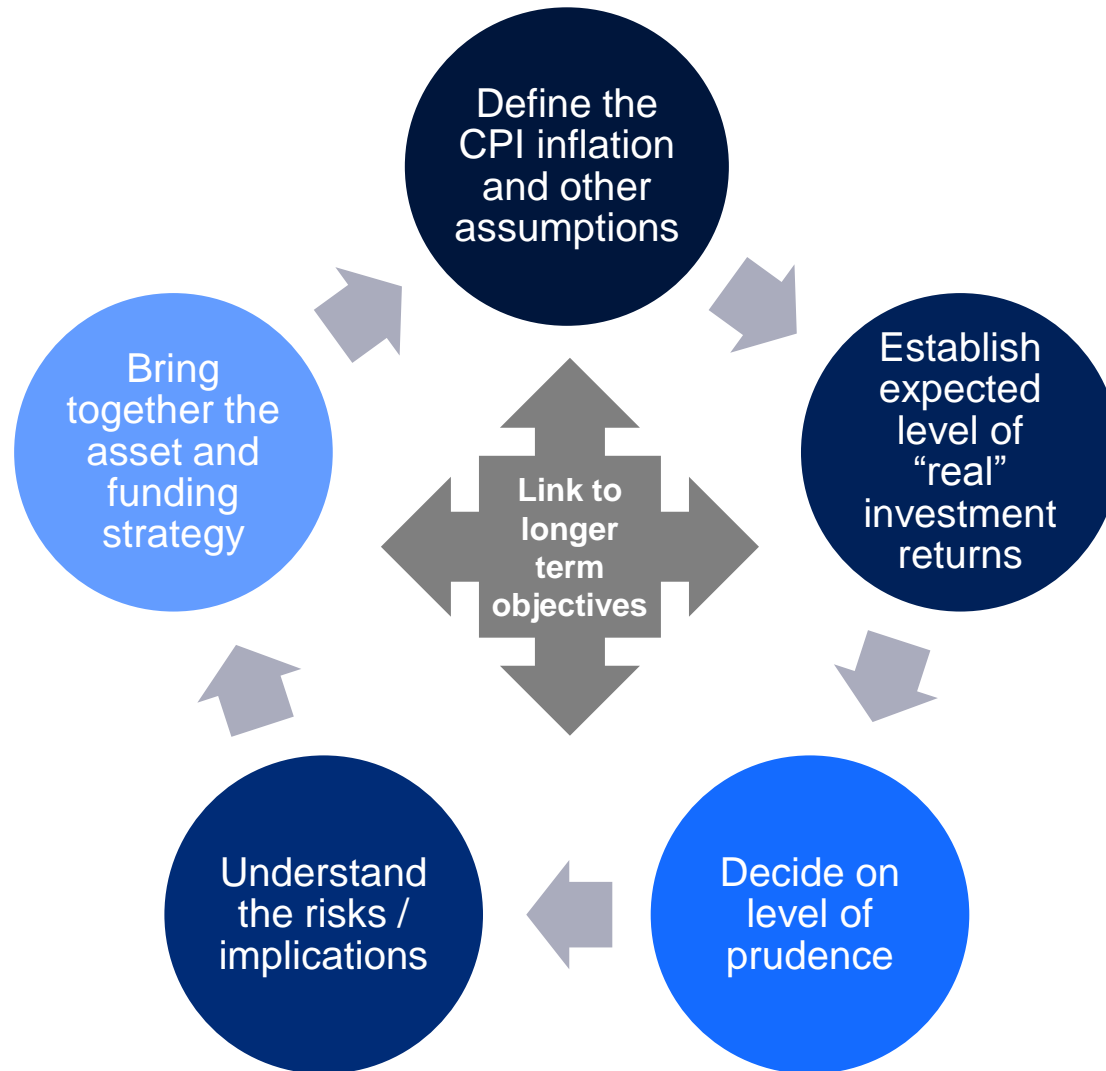 Define the
CPI inflation
and other
assumptions
Establish
expected
level of
“real”
investment
returns
Decide on
level of
prudence
Understand
the risks /
implications
Bring
together the
asset and
funding
strategy
Link to
longer
term
objectives